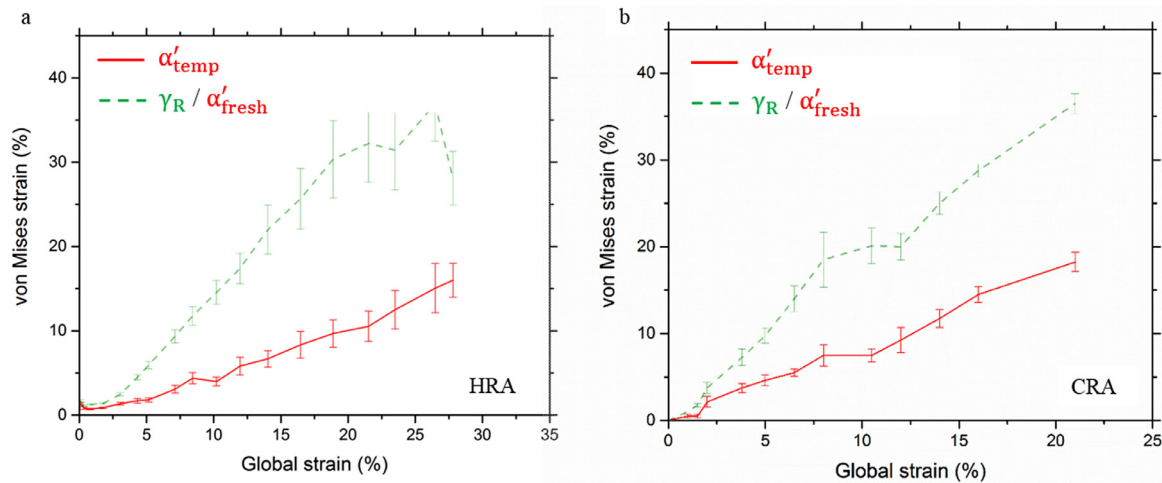 a
α′temp
γR / α′fresh
von Mises strain (%)
40
30
20
10
0
HRA
0 5 10 15 20 25 30 35
Global strain (%)
b
α′temp
γR / α′fresh
von Mises strain (%)
40
30
20
10
0
CRA
0 5 10 15 20 25
Global strain (%)